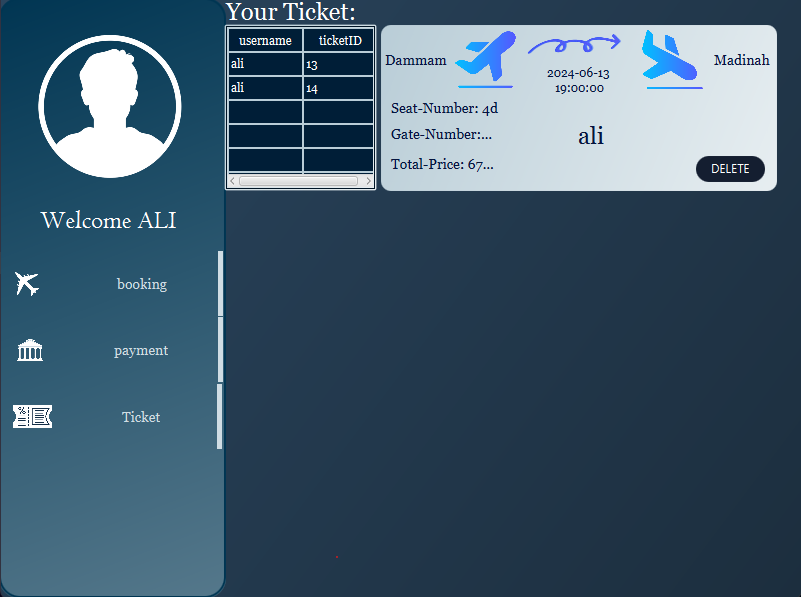 Your Ticket:
username ticketID
ali 13
ali 14
Dammam
Madinah
2024-06-13
19:00:00
Seat-Number: 4d
Gate-Number:...
ali
Total-Price: 67...
DELETE
Welcome ALI
booking
payment
Ticket